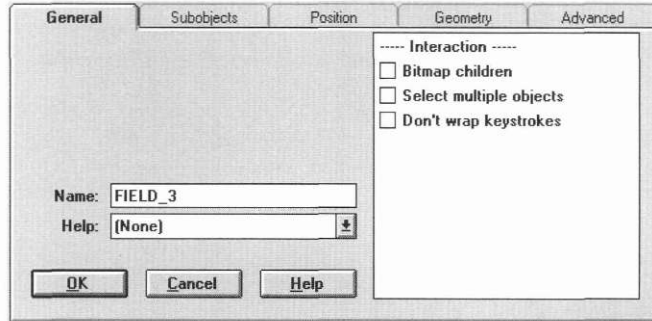 General Subobjects Position Geometry Advanced
----- Interaction -----
Bitmap children
Select multiple objects
Don't wrap keystrokes
Name: FIELD_3
Help: (None)
OK Cancel Help